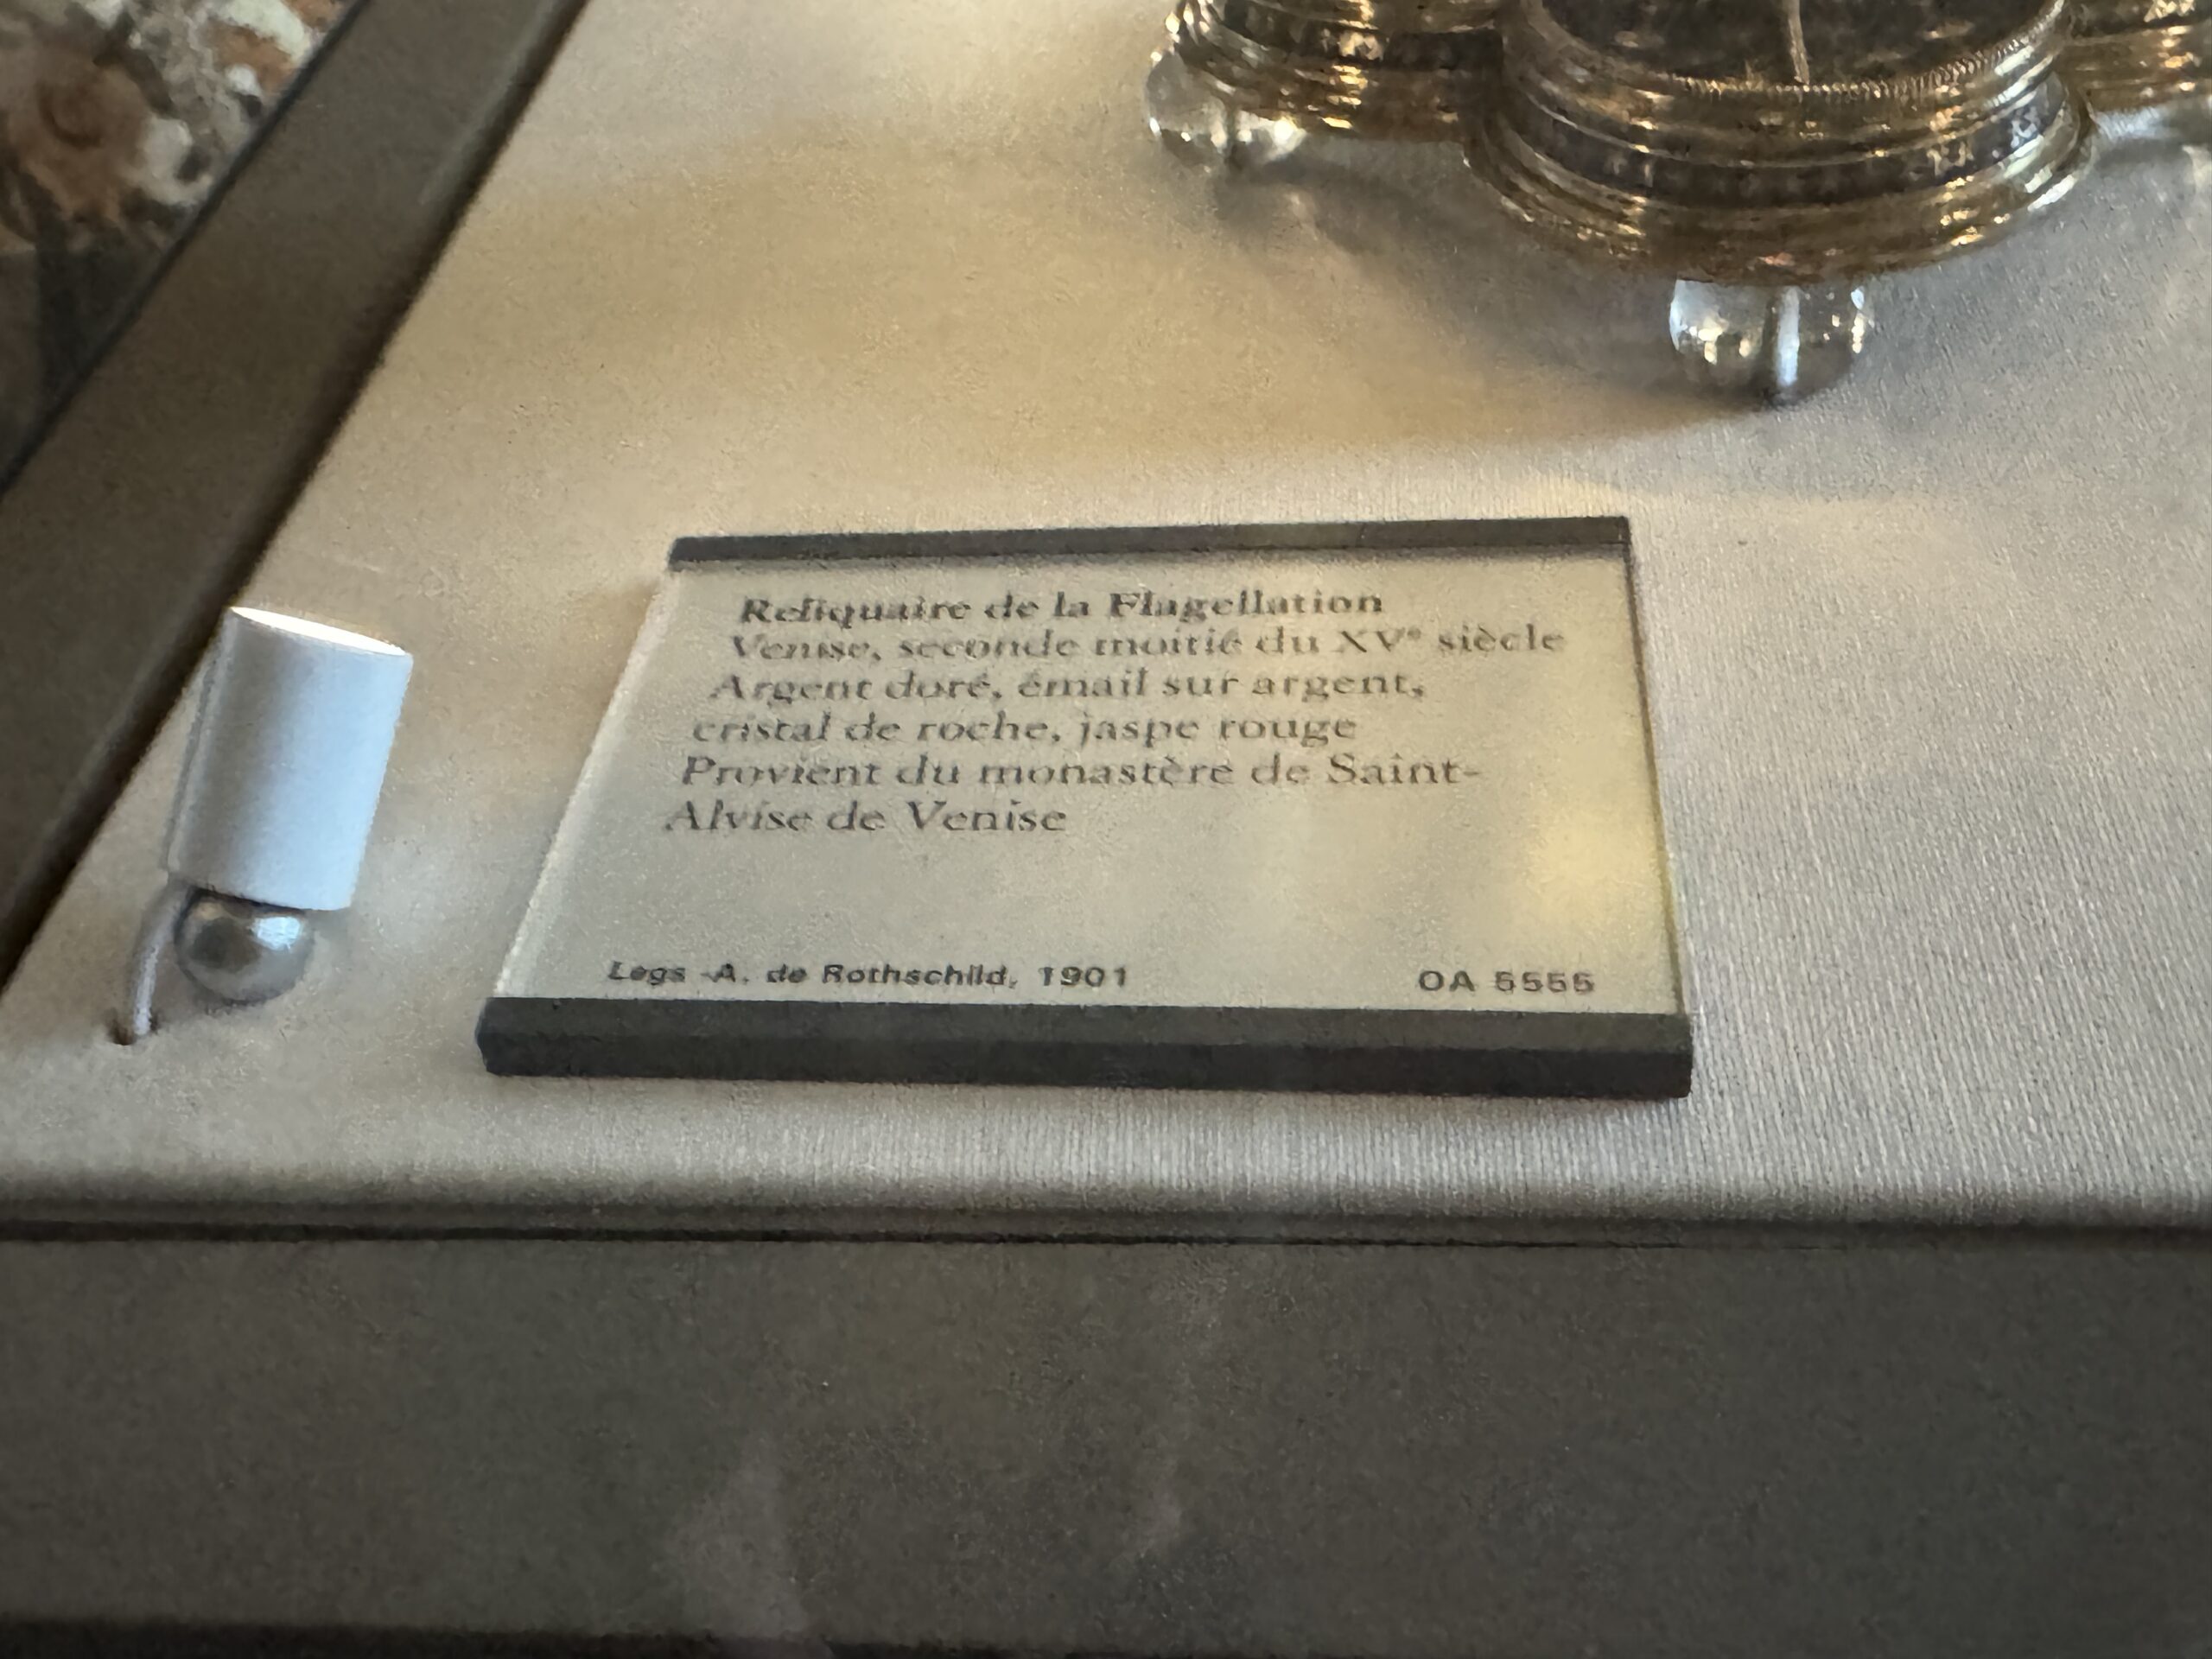 Reliquaire de la Flagellation
Venise, seconde moitié du XVe siècle
Argent doré, émail sur argent,
cristal de roche, jaspe rouge
Provient du monastère de Saint-
Alvise de Venise
Legs A. de Rothschild, 1901
OA 5555